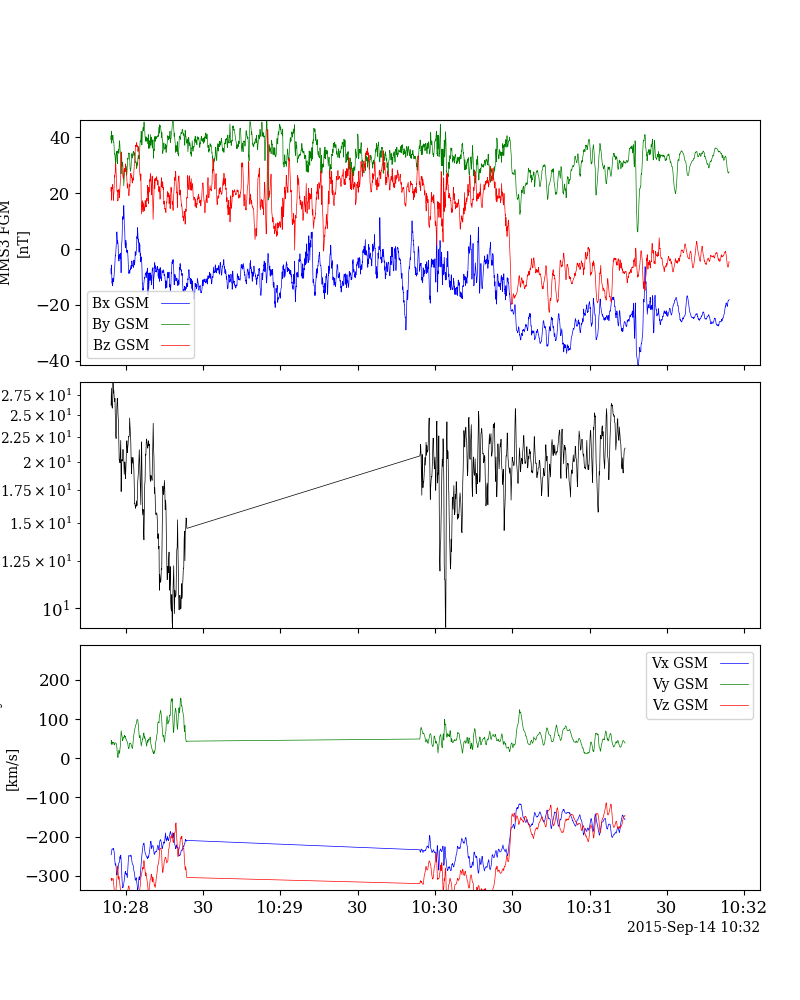 40
20
0
−20
−40
MMS3 FGM
[nT]
Bx GSM
By GSM
Bz GSM
2.75 × 10¹
2.5 × 10¹
2.25 × 10¹
2 × 10¹
1.75 × 10¹
1.5 × 10¹
1.25 × 10¹
10¹
200
100
0
−100
−200
−300
[km/s]
Vx GSM
Vy GSM
Vz GSM
10:28 30 10:29 30 10:30 30 10:31 30 10:32
2015-Sep-14 10:32